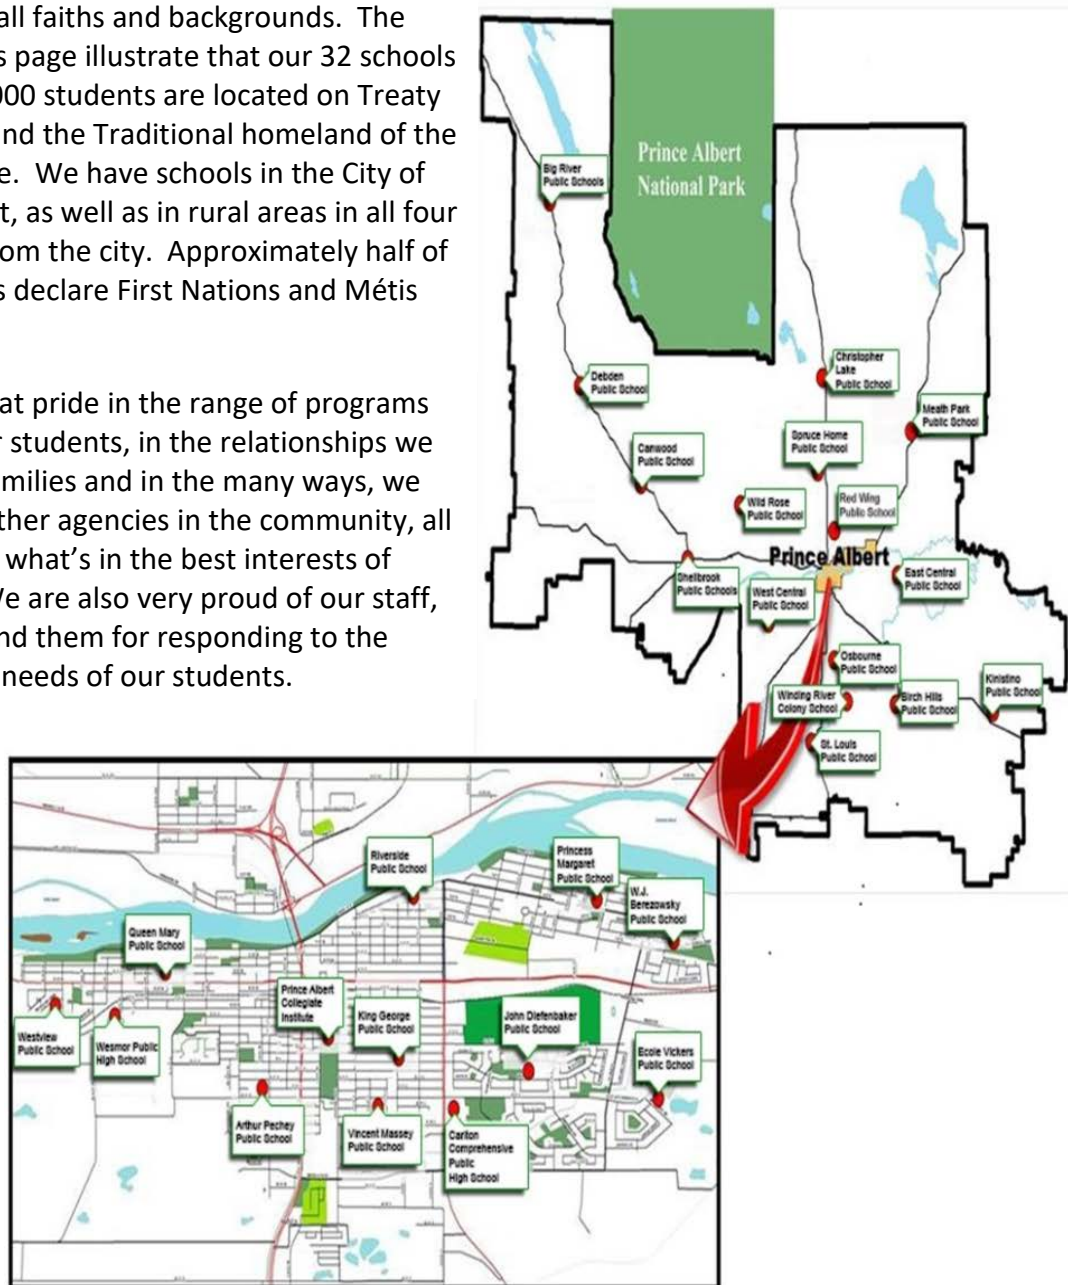 all faiths and backgrounds. The
s page illustrate that our 32 schools
000 students are located on Treaty
nd the Traditional homeland of the
e. We have schools in the City of
t, as well as in rural areas in all four
om the city. Approximately half of
s declare First Nations and Métis
at pride in the range of programs
r students, in the relationships we
amilies and in the many ways, we
ther agencies in the community, all
what’s in the best interests of
We are also very proud of our staff,
nd them for responding to the
needs of our students.
Prince Albert
National Park
Big River
Public Schools
Debden
Public School
Christopher
Lake
Public School
Meath Park
Public School
Canwood
Public School
Spruce Home
Public School
Wild Rose
Public School
Red Wing
Public School
Prince Albert
Shellbrook
Public Schools
West Central
Public School
East Central
Public School
Osbourne
Public School
Winding River
Colony School
Birch Hills
Public School
Kinistino
Public School
St. Louis
Public School
Riverside
Public School
Princess
Margaret
Public School
W.J.
Berezowsky
Public School
Queen Mary
Public School
Prince Albert
Collegiate
Institute
King George
Public School
John Diefenbaker
Public School
Westview
Public School
Wesmor Public
High School
Ecole Vickers
Public School
Arthur Pechey
Public School
Vincent Massey
Public School
Carlton
Comprehensive
Public
High School